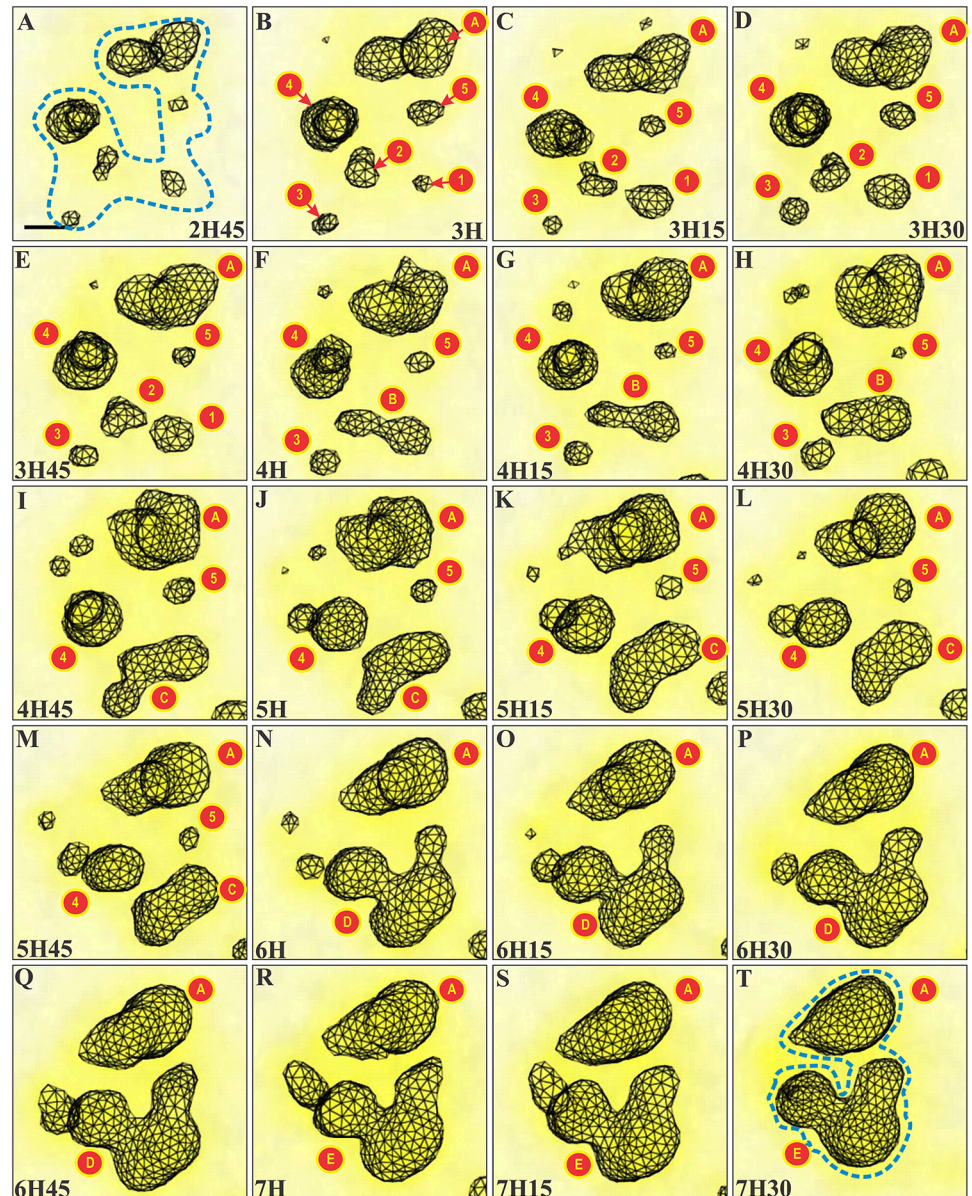 A
2H45
B
A
4
5
2
1
3
3H
C
A
4
5
2
1
3
3H15
D
A
4
5
2
1
3
3H30
E
A
4
5
2
1
3
3H45
F
A
4
5
B
3
4H
G
A
4
5
B
3
4H15
H
A
4
5
B
3
4H30
I
A
5
4
C
4H45
J
A
5
4
C
5H
K
A
5
4
C
5H15
L
A
5
4
C
5H30
M
A
5
4
C
5H45
N
A
D
6H
O
A
D
6H15
P
A
D
6H30
Q
A
D
6H45
R
A
E
7H
S
A
E
7H15
T
A
E
7H30